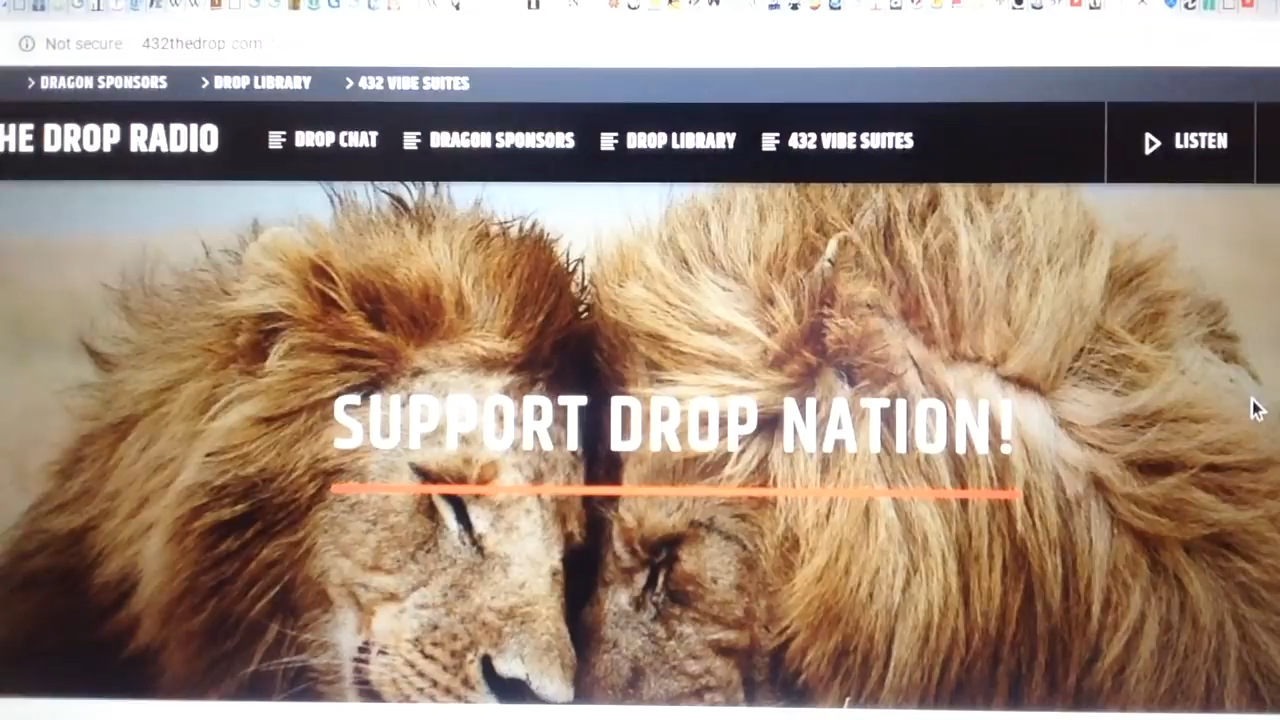 Not secure 432thedrop.com
> DRAGON SPONSORS > DROP LIBRARY > 432 VIBE SUITES
HE DROP RADIO DROP CHAT DRAGON SPONSORS DROP LIBRARY 432 VIBE SUITES LISTEN
SUPPORT DROP NATION!